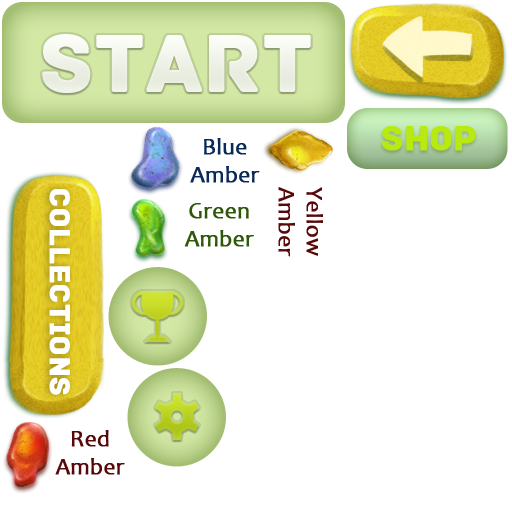 START
SHOP
Blue
Amber
Green
Amber
Yellow
Amber
COLLECTIONS
Red
Amber